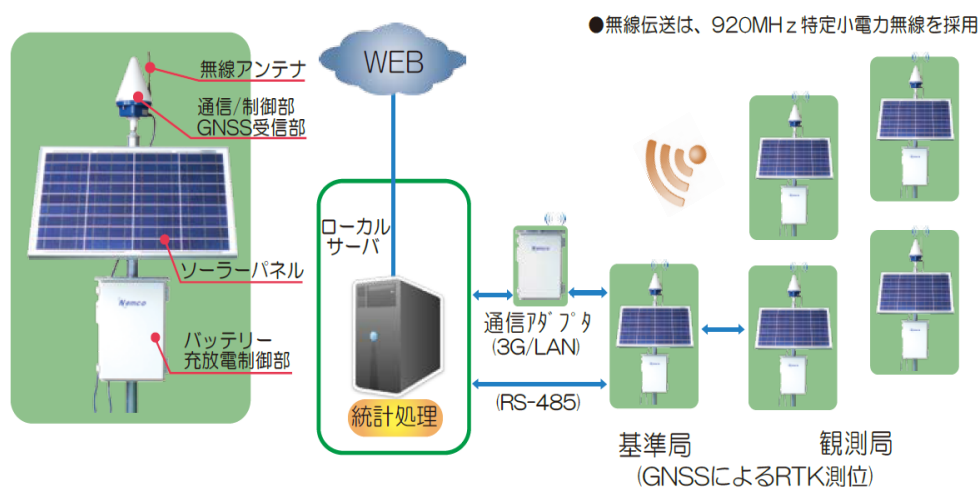 ●無線伝送は、920MHz特定小電力無線を採用
無線アンテナ
通信/制御部
GNSS受信部
ソーラーパネル
Nemco
バッテリー
充放電制御部
WEB
ローカル
サーバ
統計処理
通信ｱﾀﾞﾌﾟﾀ
(3G/LAN)
(RS-485)
基準局
観測局
(GNSSによるRTK測位)